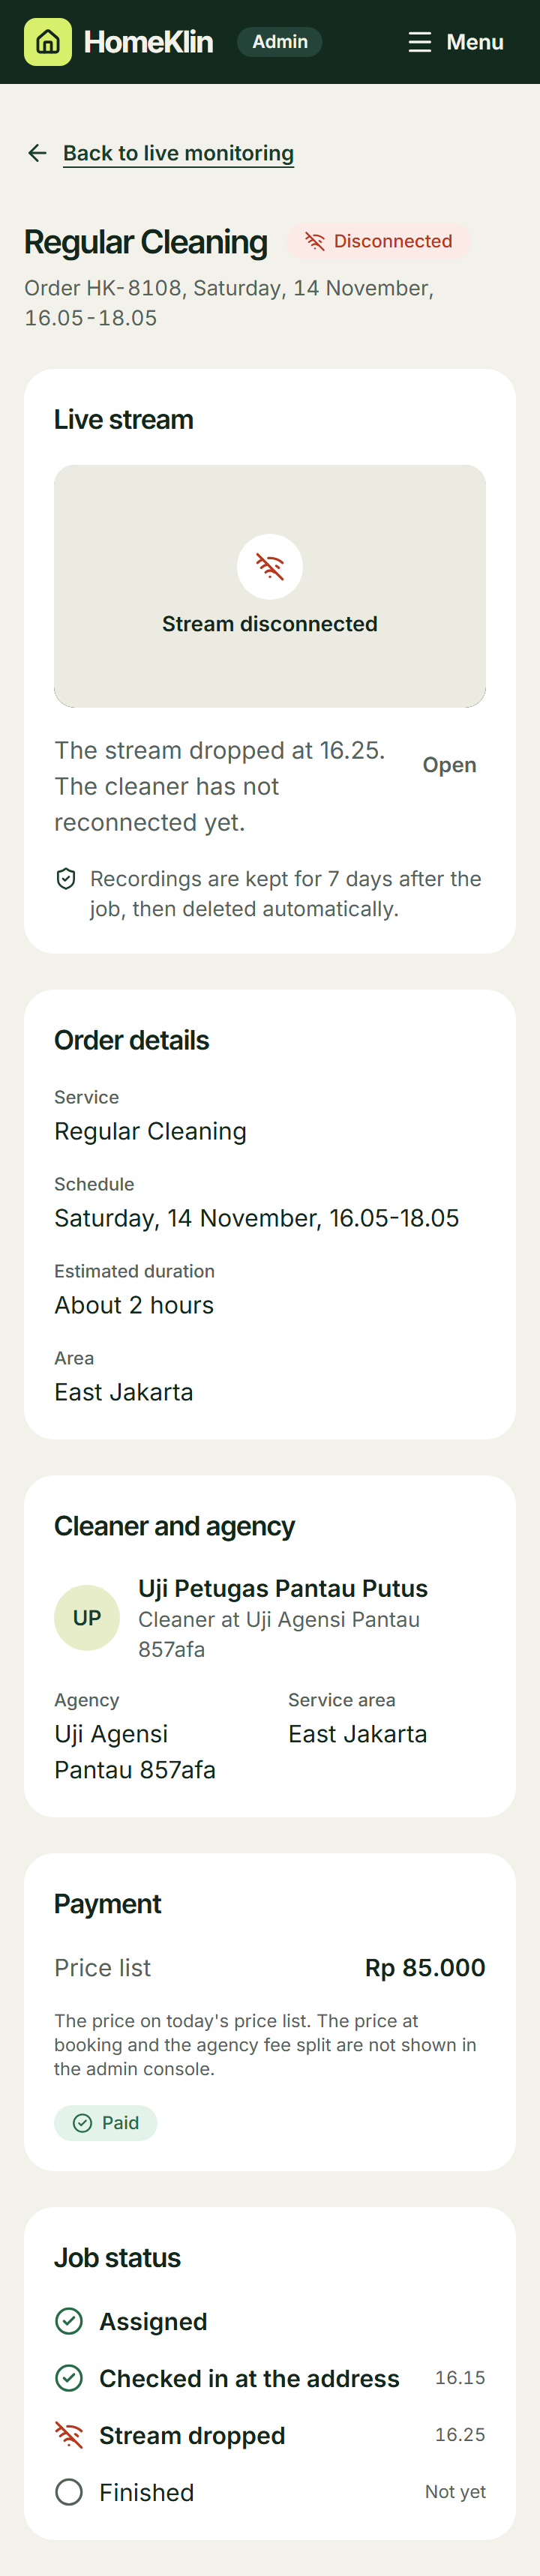 HomeKlin
Admin
Menu
Back to live monitoring
Regular Cleaning
Disconnected
Order HK-8108, Saturday, 14 November,
16.05-18.05
Live stream
Stream disconnected
The stream dropped at 16.25.
The cleaner has not
reconnected yet.
Open
Recordings are kept for 7 days after the
job, then deleted automatically.
Order details
Service
Regular Cleaning
Schedule
Saturday, 14 November, 16.05-18.05
Estimated duration
About 2 hours
Area
East Jakarta
Cleaner and agency
UP
Uji Petugas Pantau Putus
Cleaner at Uji Agensi Pantau
857afa
Agency
Uji Agensi
Pantau 857afa
Service area
East Jakarta
Payment
Price list
Rp 85.000
The price on today's price list. The price at
booking and the agency fee split are not shown in
the admin console.
Paid
Job status
Assigned
Checked in at the address
16.15
Stream dropped
16.25
Finished
Not yet